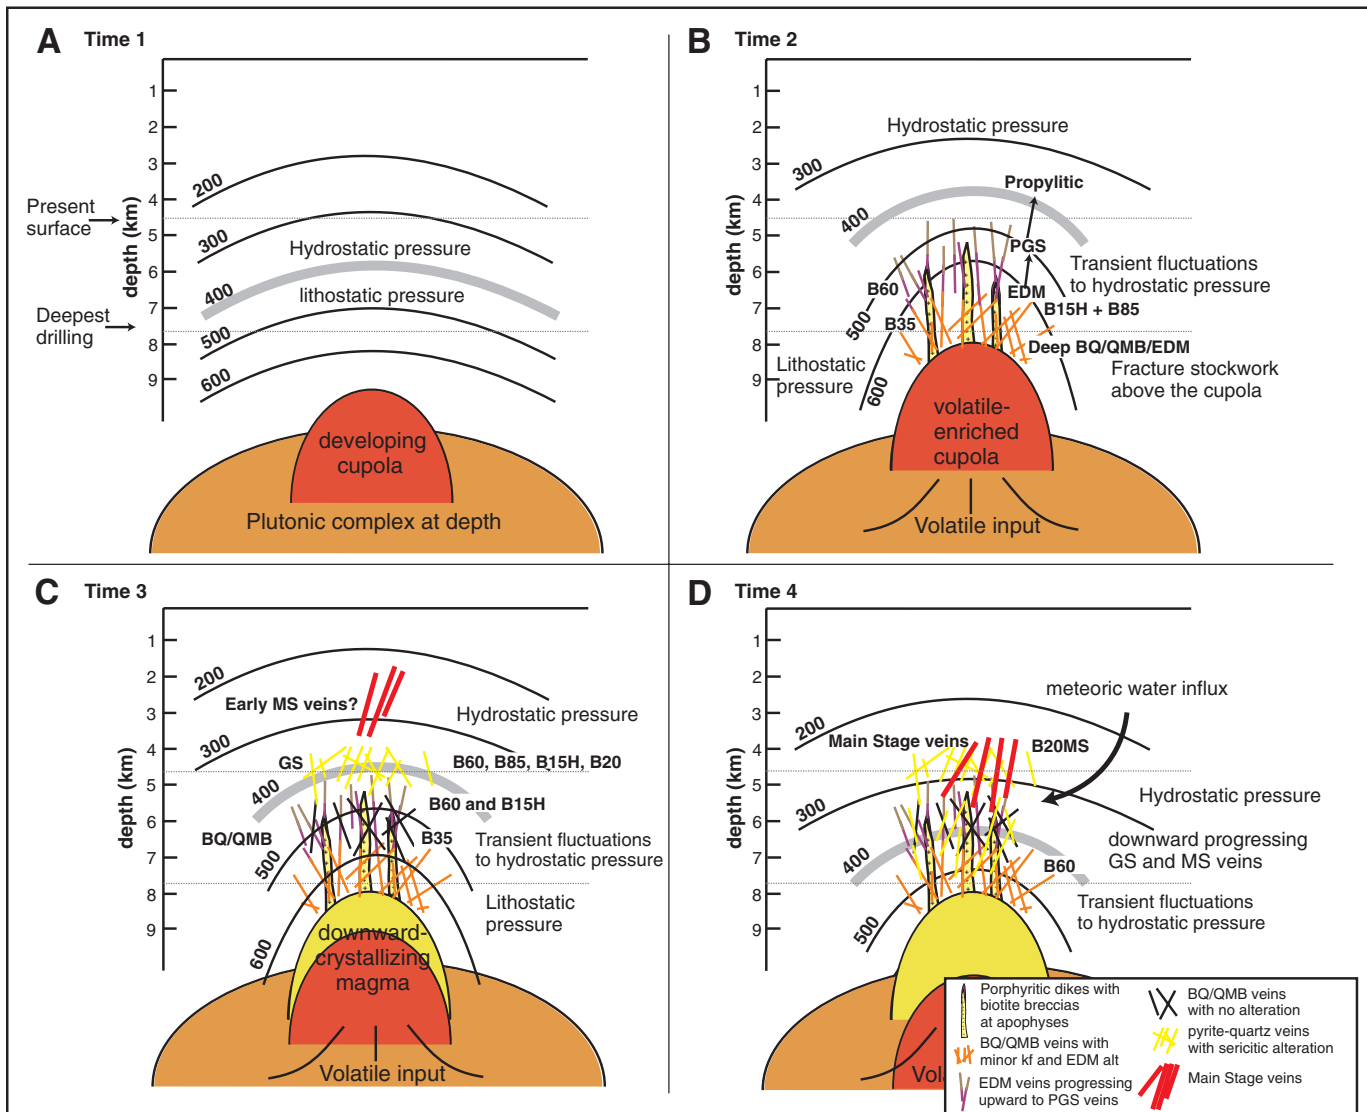 A Time 1
1
2
3
4
5
6
7
8
9
depth (km)
Present
surface
Deepest
drilling
200
300
Hydrostatic pressure
400
lithostatic pressure
500
600
developing
cupola
Plutonic complex at depth
B Time 2
1
2
3
4
5
6
7
8
9
depth (km)
Hydrostatic pressure
300
Propylitic
400
PGS
Transient fluctuations
to hydrostatic pressure
B60
EDM
B15H + B85
500
B35
Deep BQ/QMB/EDM
Lithostatic
pressure
600
Fracture stockwork
above the cupola
volatile-
enriched
cupola
Volatile input
C Time 3
1
2
3
4
5
6
7
8
9
depth (km)
200
Early MS veins?
Hydrostatic pressure
300
GS
B60, B85, B15H, B20
400
B60 and B15H
BQ/QMB
B35
Transient fluctuations
to hydrostatic pressure
500
Lithostatic
pressure
600
downward-
crystallizing
magma
Volatile input
D Time 4
1
2
3
4
5
6
7
8
9
depth (km)
meteoric water influx
200
Main Stage veins
B20MS
300
Hydrostatic pressure
downward progressing
GS and MS veins
400
B60
Transient fluctuations
to hydrostatic pressure
500
Vol
Porphyritic dikes with
biotite breccias
at apophyses
BQ/QMB veins with
minor kf and EDM alt
EDM veins progressing
upward to PGS veins
BQ/QMB veins
with no alteration
pyrite-quartz veins
with sericitic alteration
Main Stage veins